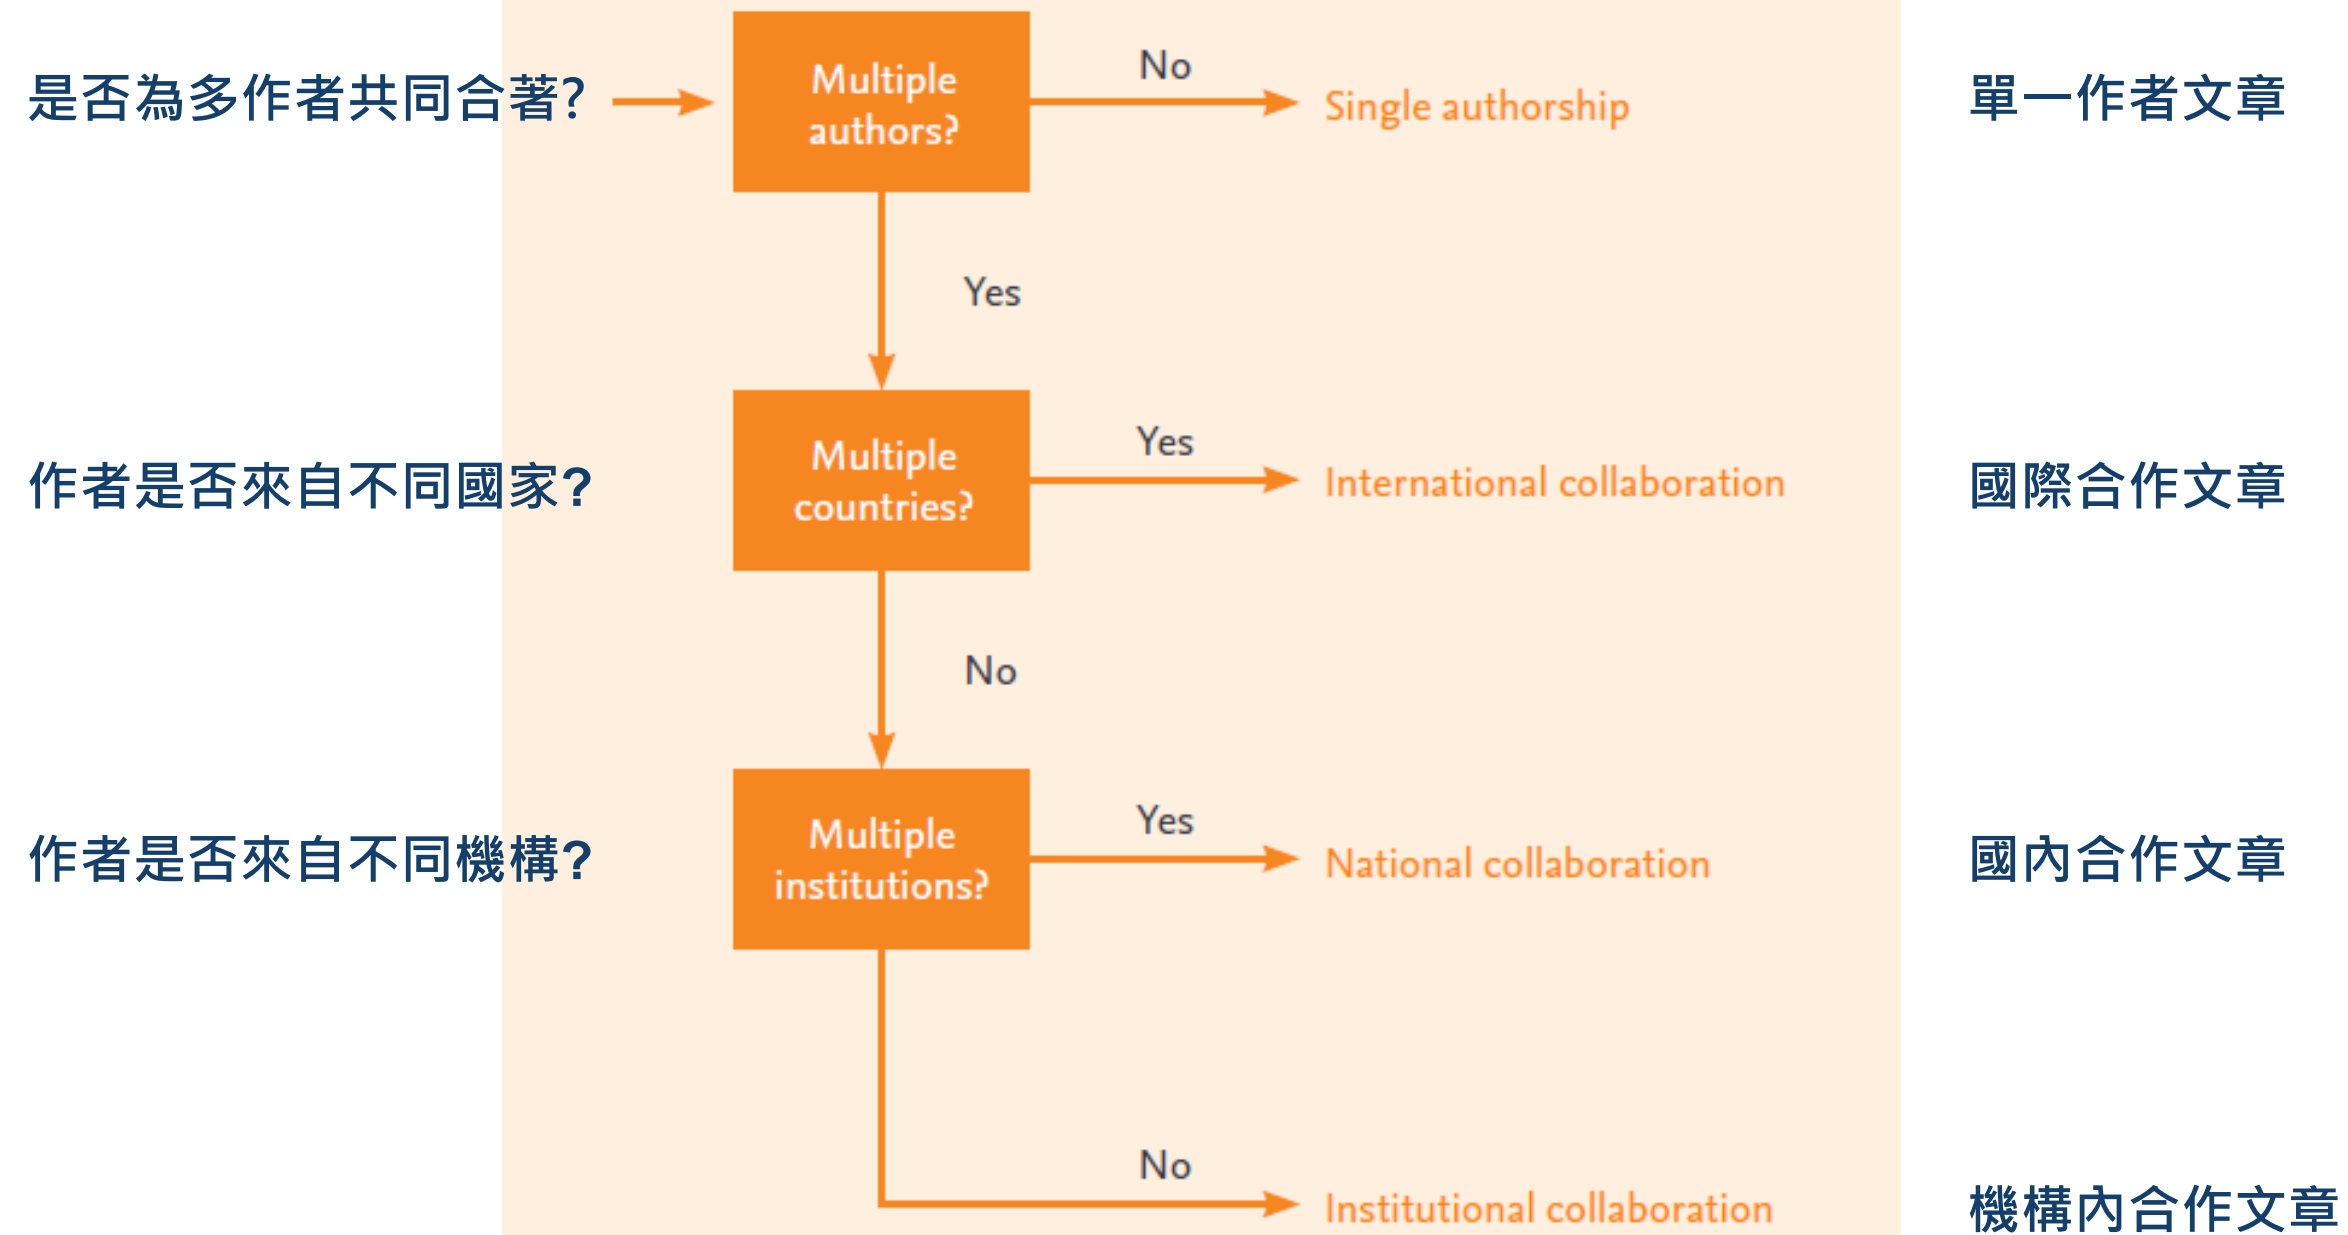 是否為多作者共同合著?
Multiple
authors?
No
Single authorship
單一作者文章
Yes
作者是否來自不同國家?
Multiple
countries?
Yes
International collaboration
國際合作文章
No
作者是否來自不同機構?
Multiple
institutions?
Yes
National collaboration
國內合作文章
No
Institutional collaboration
機構內合作文章